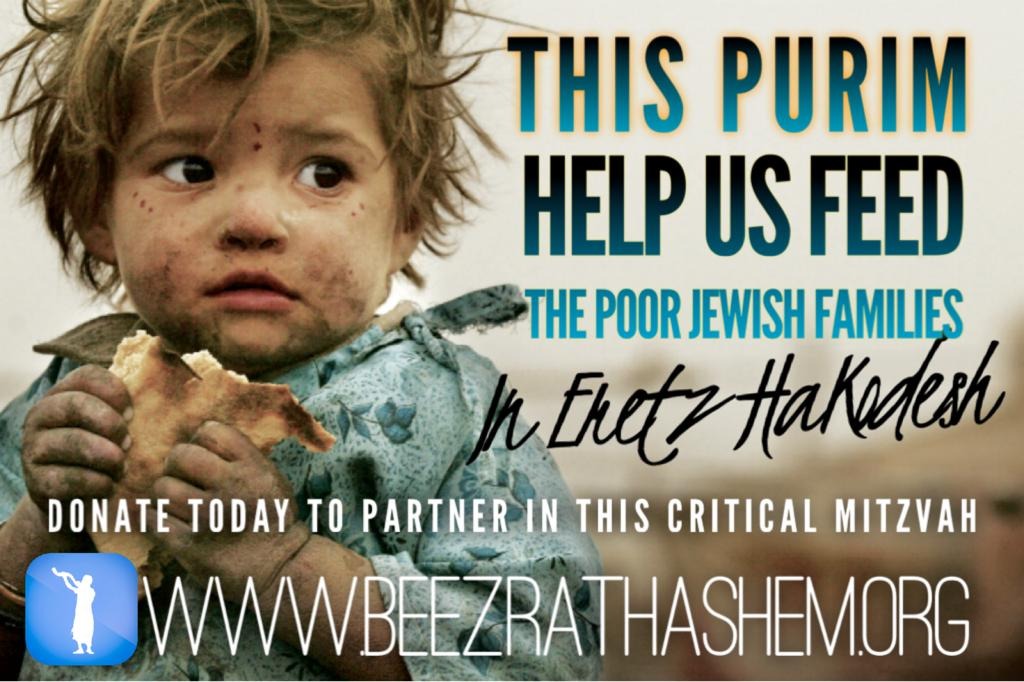 THIS PURIM
HELP US FEED
THE POOR JEWISH FAMILIES
In Eretz HaKodesh
DONATE TODAY TO PARTNER IN THIS CRITICAL MITZVAH
WWW.BEEZRATHASHEM.ORG